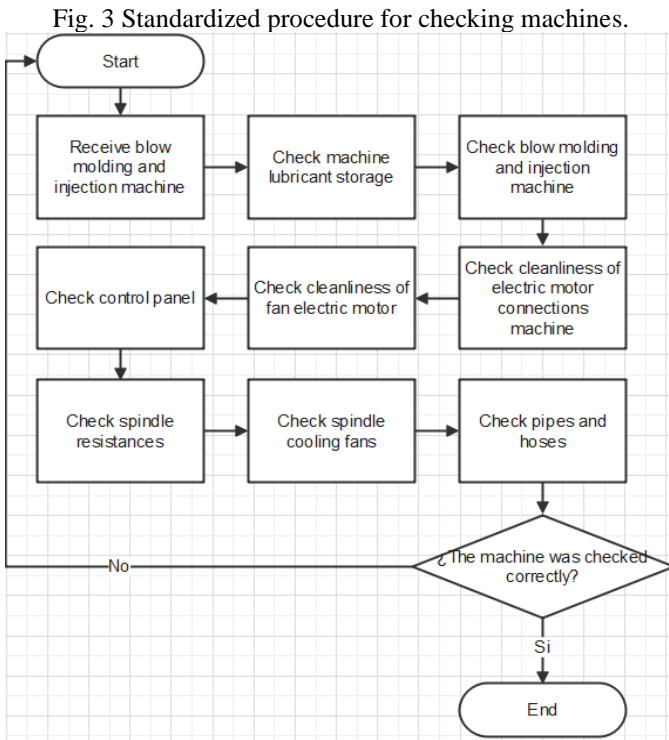 Fig. 3 Standardized procedure for checking machines.
Start
Receive blow
molding and
injection machine
Check machine
lubricant storage
Check blow molding
and injection
machine
Check cleanliness of
electric motor
connections
machine
Check cleanliness of
fan electric motor
Check control panel
Check spindle
resistances
Check spindle
cooling fans
Check pipes and
hoses
¿The machine was checked
correctly?
No
Si
End